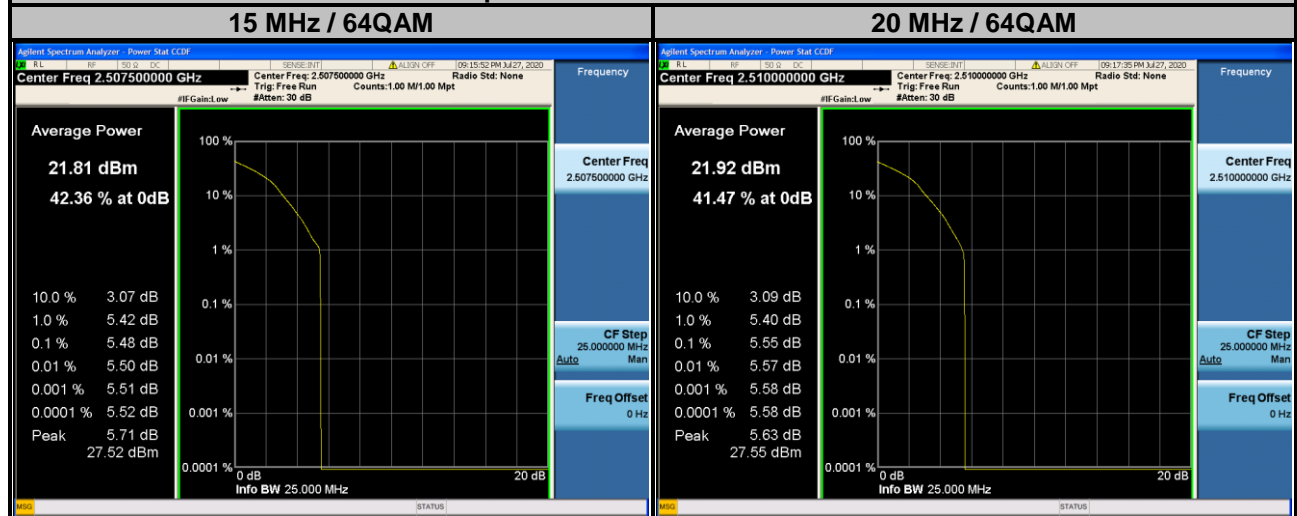 15 MHz / 64QAM
Agilent Spectrum Analyzer - Power Stat CCDF
RL RF 50 Ω DC SENSE:INT ALIGN OFF 09:15:52 PM Jul 27, 2020
Center Freq 2.507500000 GHz
Center Freq: 2.507500000 GHz Radio Std: None
Trig: Free Run Counts:1.00 M/1.00 Mpt
#IFGain:Low #Atten: 30 dB
Average Power
21.81 dBm
42.36 % at 0dB
10.0 % 3.07 dB
1.0 % 5.42 dB
0.1 % 5.48 dB
0.01 % 5.50 dB
0.001 % 5.51 dB
0.0001 % 5.52 dB
Peak 5.71 dB
27.52 dBm
100 %
10 %
1 %
0.1 %
0.01 %
0.001 %
0.0001 %
0 dB 20 dB
Info BW 25.000 MHz
Frequency
Center Freq
2.507500000 GHz
CF Step
25.000000 MHz
Auto Man
Freq Offset
0 Hz
MSG STATUS
20 MHz / 64QAM
Agilent Spectrum Analyzer - Power Stat CCDF
RL RF 50 Ω DC SENSE:INT ALIGN OFF 09:17:35 PM Jul 27, 2020
Center Freq 2.510000000 GHz
Center Freq: 2.510000000 GHz Radio Std: None
Trig: Free Run Counts:1.00 M/1.00 Mpt
#IFGain:Low #Atten: 30 dB
Average Power
21.92 dBm
41.47 % at 0dB
10.0 % 3.09 dB
1.0 % 5.40 dB
0.1 % 5.55 dB
0.01 % 5.57 dB
0.001 % 5.58 dB
0.0001 % 5.58 dB
Peak 5.63 dB
27.55 dBm
100 %
10 %
1 %
0.1 %
0.01 %
0.001 %
0.0001 %
0 dB 20 dB
Info BW 25.000 MHz
Frequency
Center Freq
2.510000000 GHz
CF Step
25.000000 MHz
Auto Man
Freq Offset
0 Hz
MSG STATUS